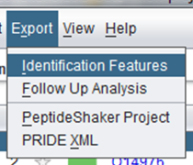 Export View Help
Identification Features
Follow Up Analysis
PeptideShaker Project
PRIDE XML